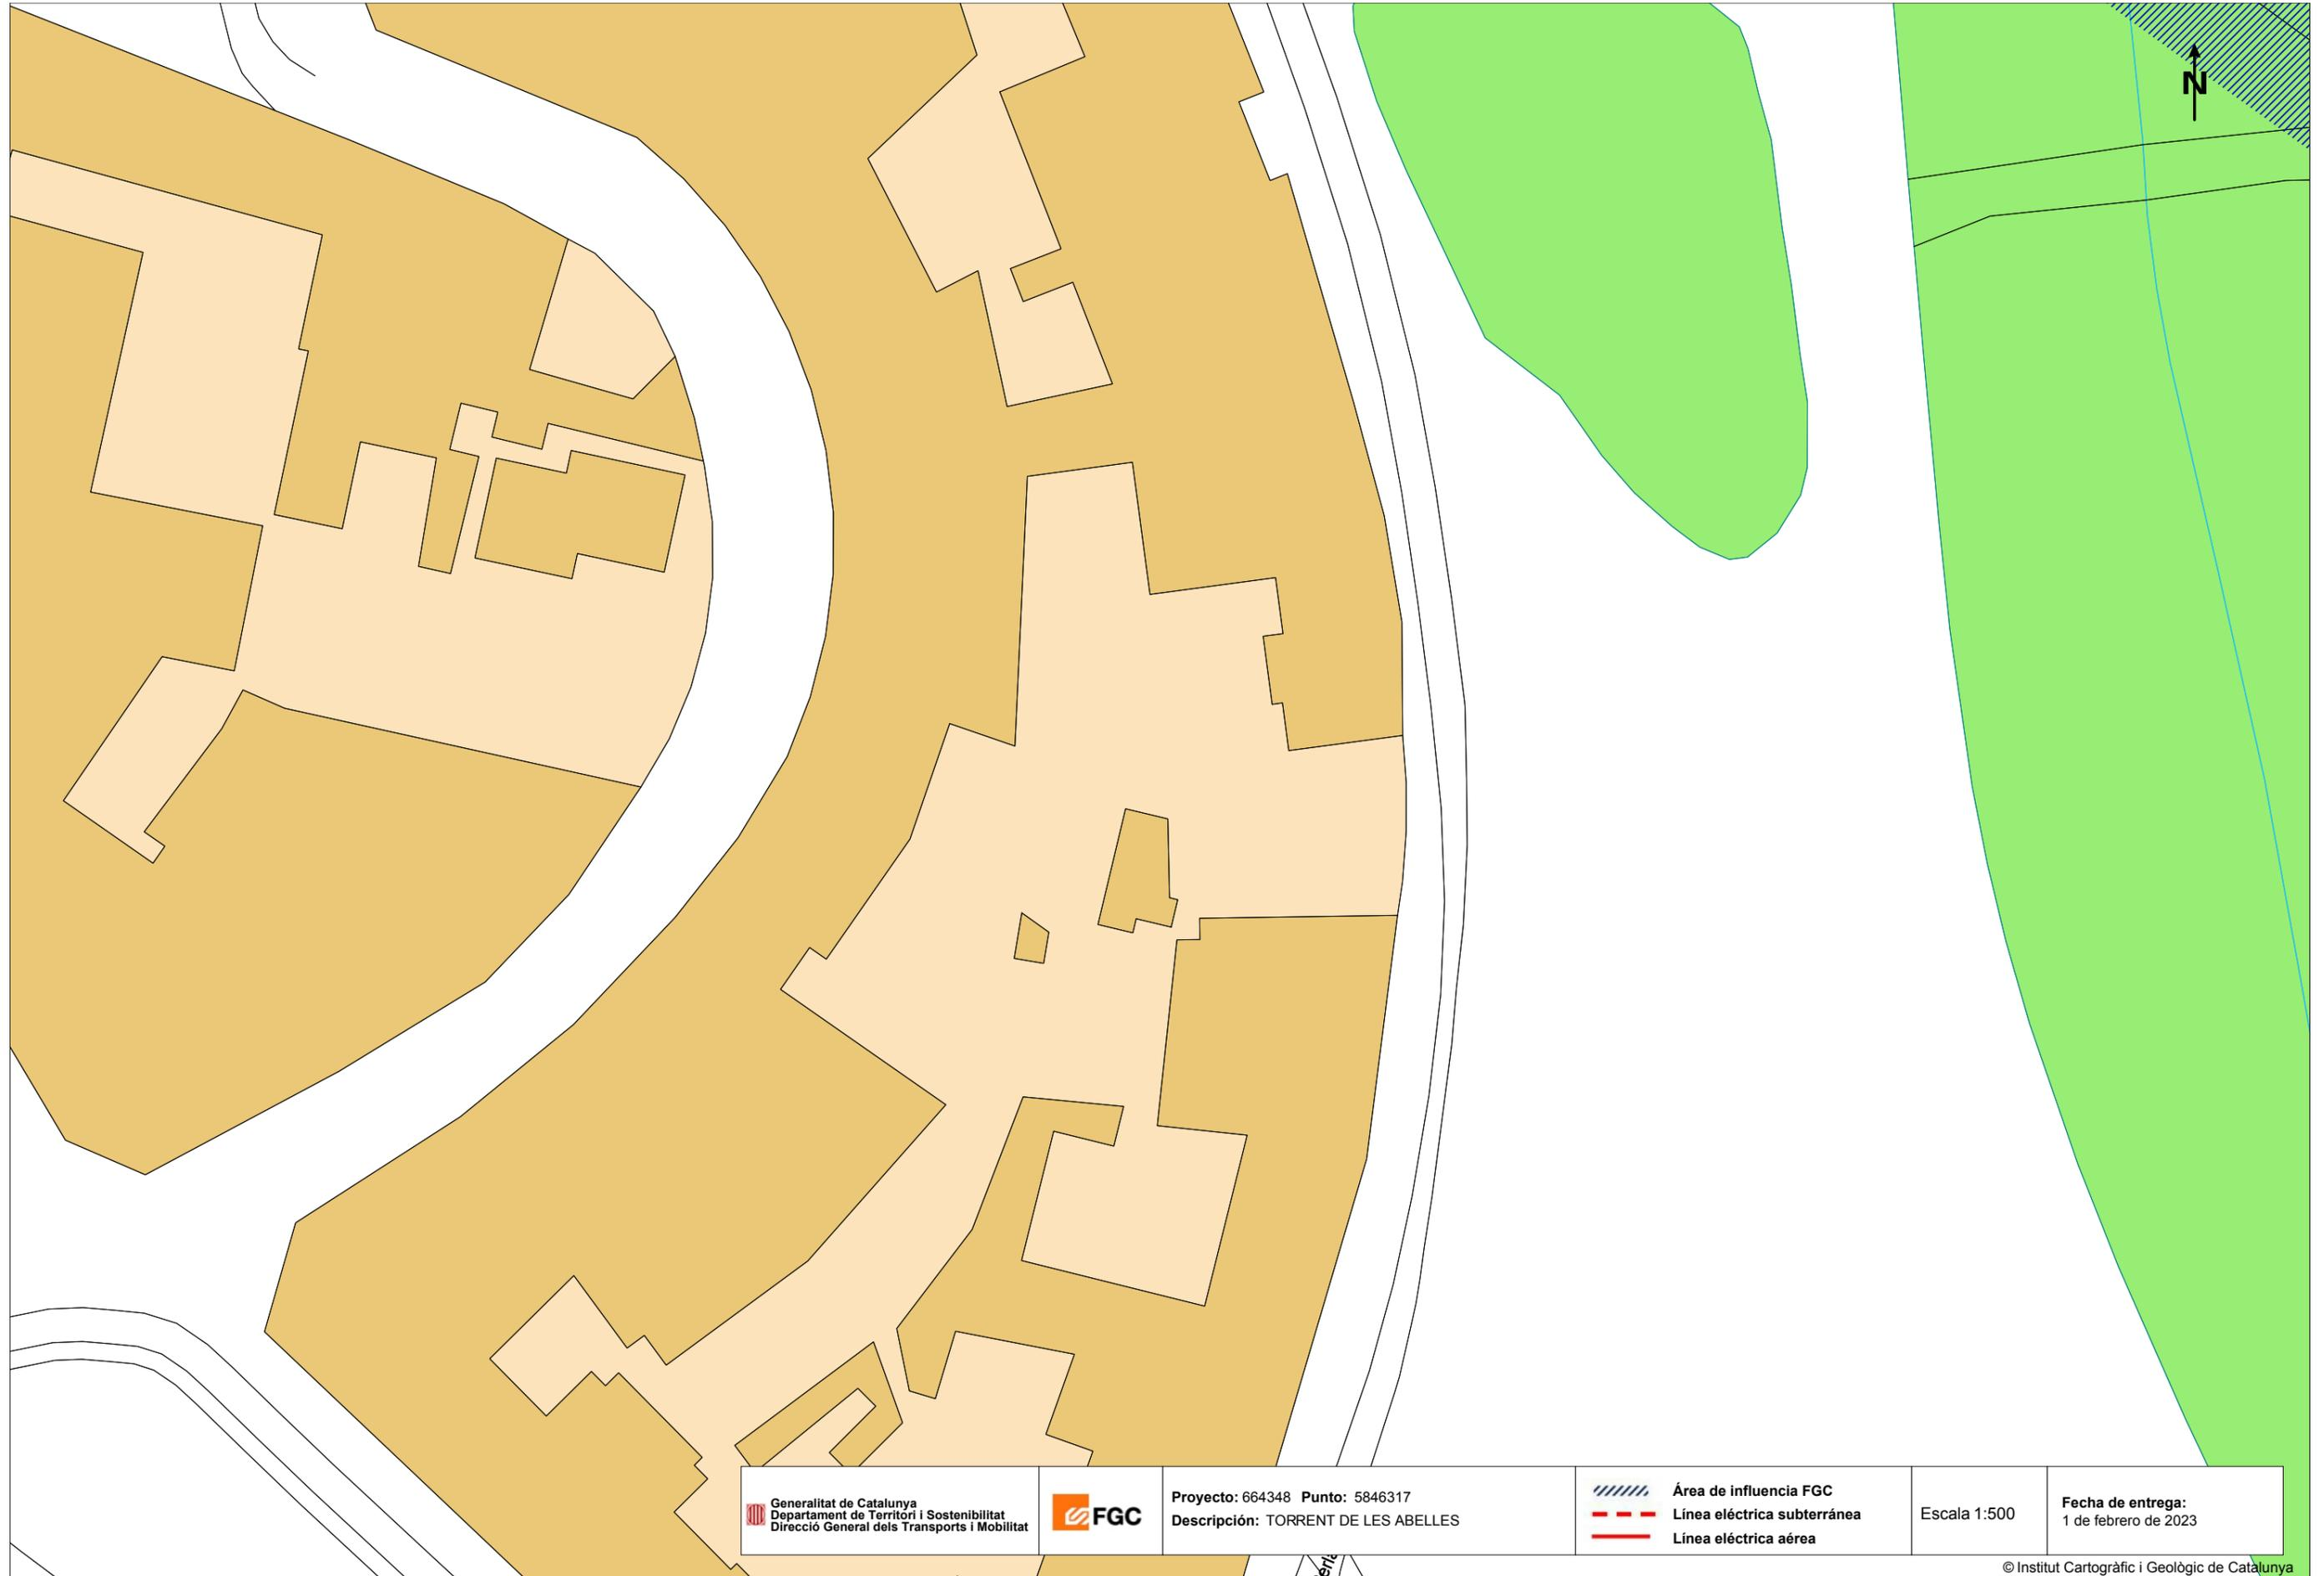 N
Generalitat de Catalunya
Departament de Territori i Sostenibilitat
Direcció General dels Transports i Mobilitat
FGC
Proyecto: 664348 Punto: 5846317
Descripción: TORRENT DE LES ABELLES
Área de influencia FGC
Línea eléctrica subterránea
Línea eléctrica aérea
Escala 1:500
Fecha de entrega:
1 de febrero de 2023
© Institut Cartogràfic i Geològic de Catalunya